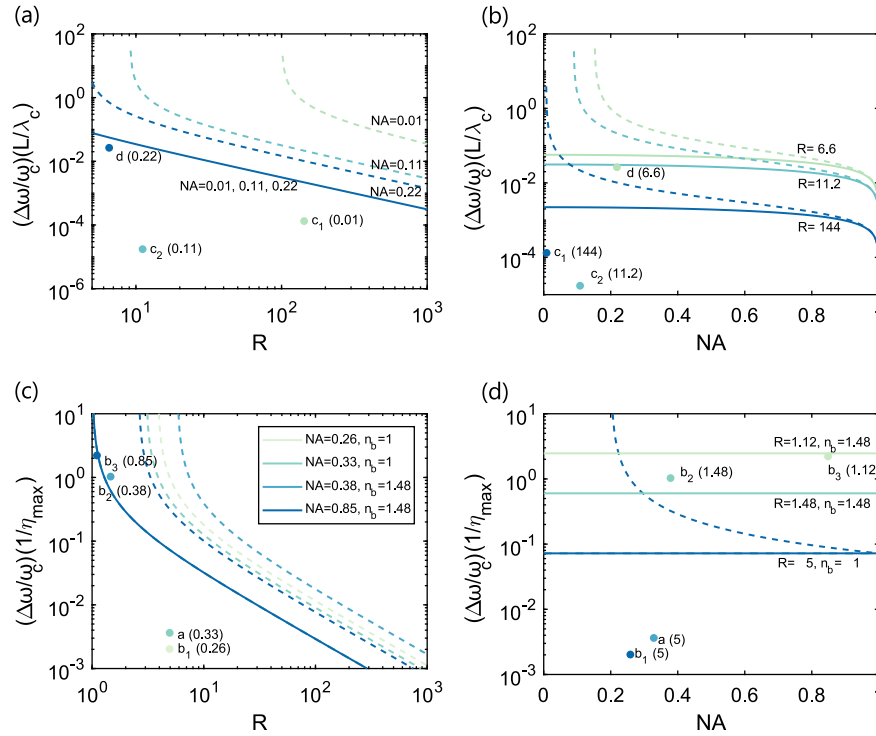 (a)
(Δω/ω_c)(L/λ_c)
10^2
10^0
10^-2
10^-4
10^-6
NA=0.01
NA=0.11
NA=0.22
NA=0.01, 0.11, 0.22
d (0.22)
c_1 (0.01)
c_2 (0.11)
10^1
10^2
10^3
R
(b)
(Δω/ω_c)(L/λ_c)
10^2
10^0
10^-2
10^-4
R= 6.6
R=11.2
R= 144
d (6.6)
c_1 (144)
c_2 (11.2)
0
0.2
0.4
0.6
0.8
NA
(c)
(Δω/ω_c)(1/η_max)
10^1
10^0
10^-1
10^-2
10^-3
NA=0.26, n_b=1
NA=0.33, n_b=1
NA=0.38, n_b=1.48
NA=0.85, n_b=1.48
b_3 (0.85)
b_2 (0.38)
a (0.33)
b_1 (0.26)
10^0
10^1
10^2
10^3
R
(d)
(Δω/ω_c)(1/η_max)
10^1
10^0
10^-1
10^-2
10^-3
R=1.12, n_b=1.48
b_2 (1.48)
b_3 (1.12)
R=1.48, n_b=1.48
R= 5, n_b= 1
a (5)
b_1 (5)
0
0.2
0.4
0.6
0.8
NA